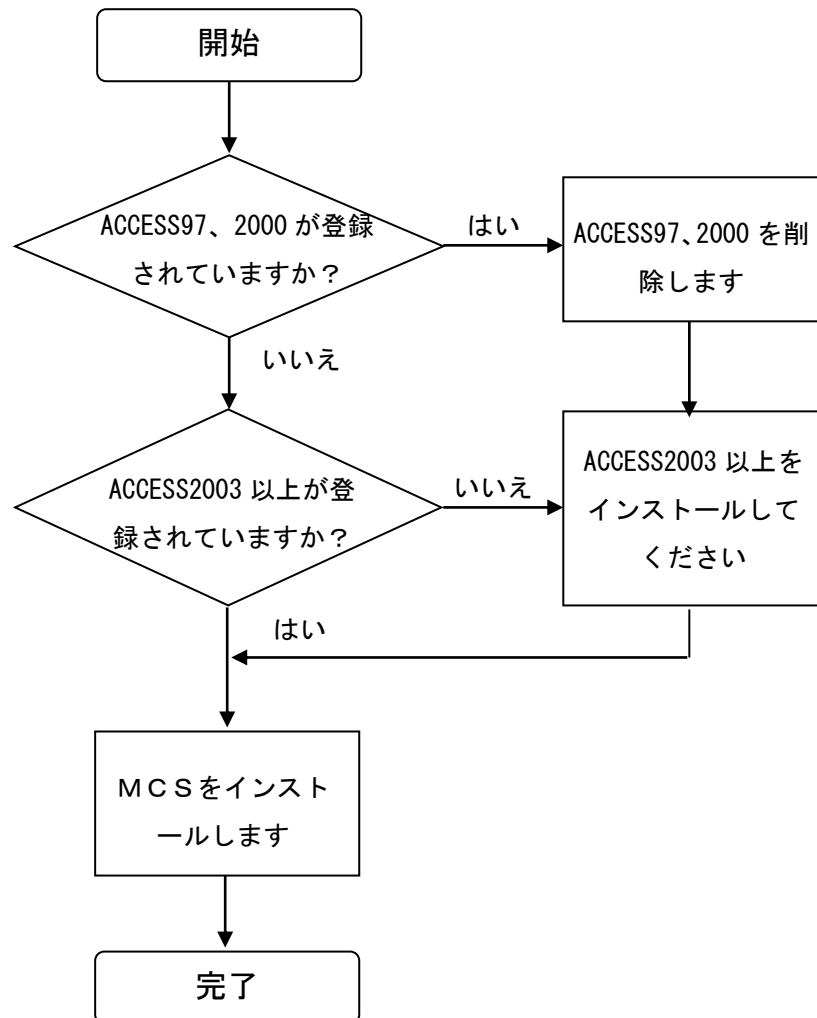 開始
ACCESS97、2000 が登録
されていますか？
はい
ACCESS97、2000 を削
除します
いいえ
ACCESS2003 以上が登
録されていますか？
いいえ
ACCESS2003 以上を
インストールして
ください
はい
ＭＣＳをインスト
ールします
完了